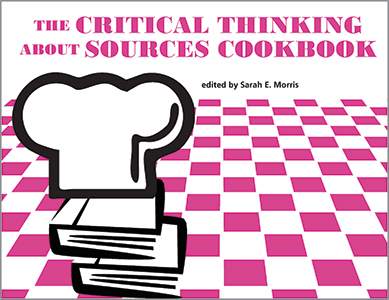 THE CRITICAL THINKING
ABOUT SOURCES COOKBOOK
edited by Sarah E. Morris